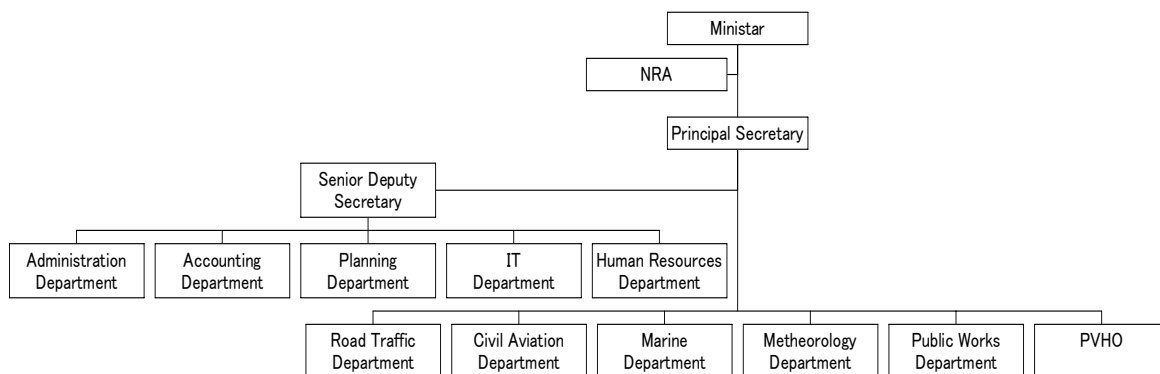 Ministar
NRA
Principal Secretary
Senior Deputy
Secretary
Administration
Department
Accounting
Department
Planning
Department
IT
Department
Human Resources
Department
Road Traffic
Department
Civil Aviation
Department
Marine
Department
Metheorology
Department
Public Works
Department
PVHO